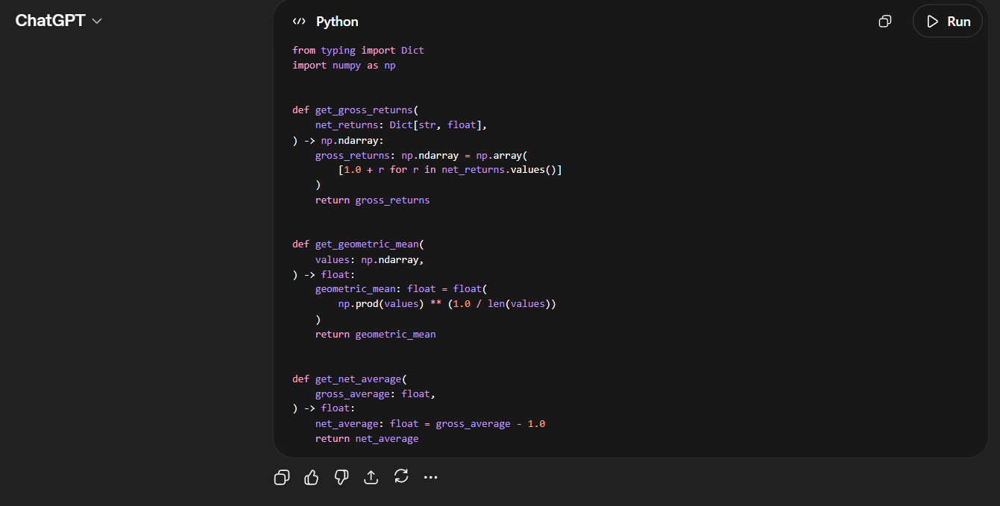 ChatGPT
Python
Run
from typing import Dict
import numpy as np
def get_gross_returns(
    net_returns: Dict[str, float],
) -> np.ndarray:
    gross_returns: np.ndarray = np.array(
        [1.0 + r for r in net_returns.values()]
    )
    return gross_returns
def get_geometric_mean(
    values: np.ndarray,
) -> float:
    geometric_mean: float = float(
        np.prod(values) ** (1.0 / len(values))
    )
    return geometric_mean
def get_net_average(
    gross_average: float,
) -> float:
    net_average: float = gross_average - 1.0
    return net_average